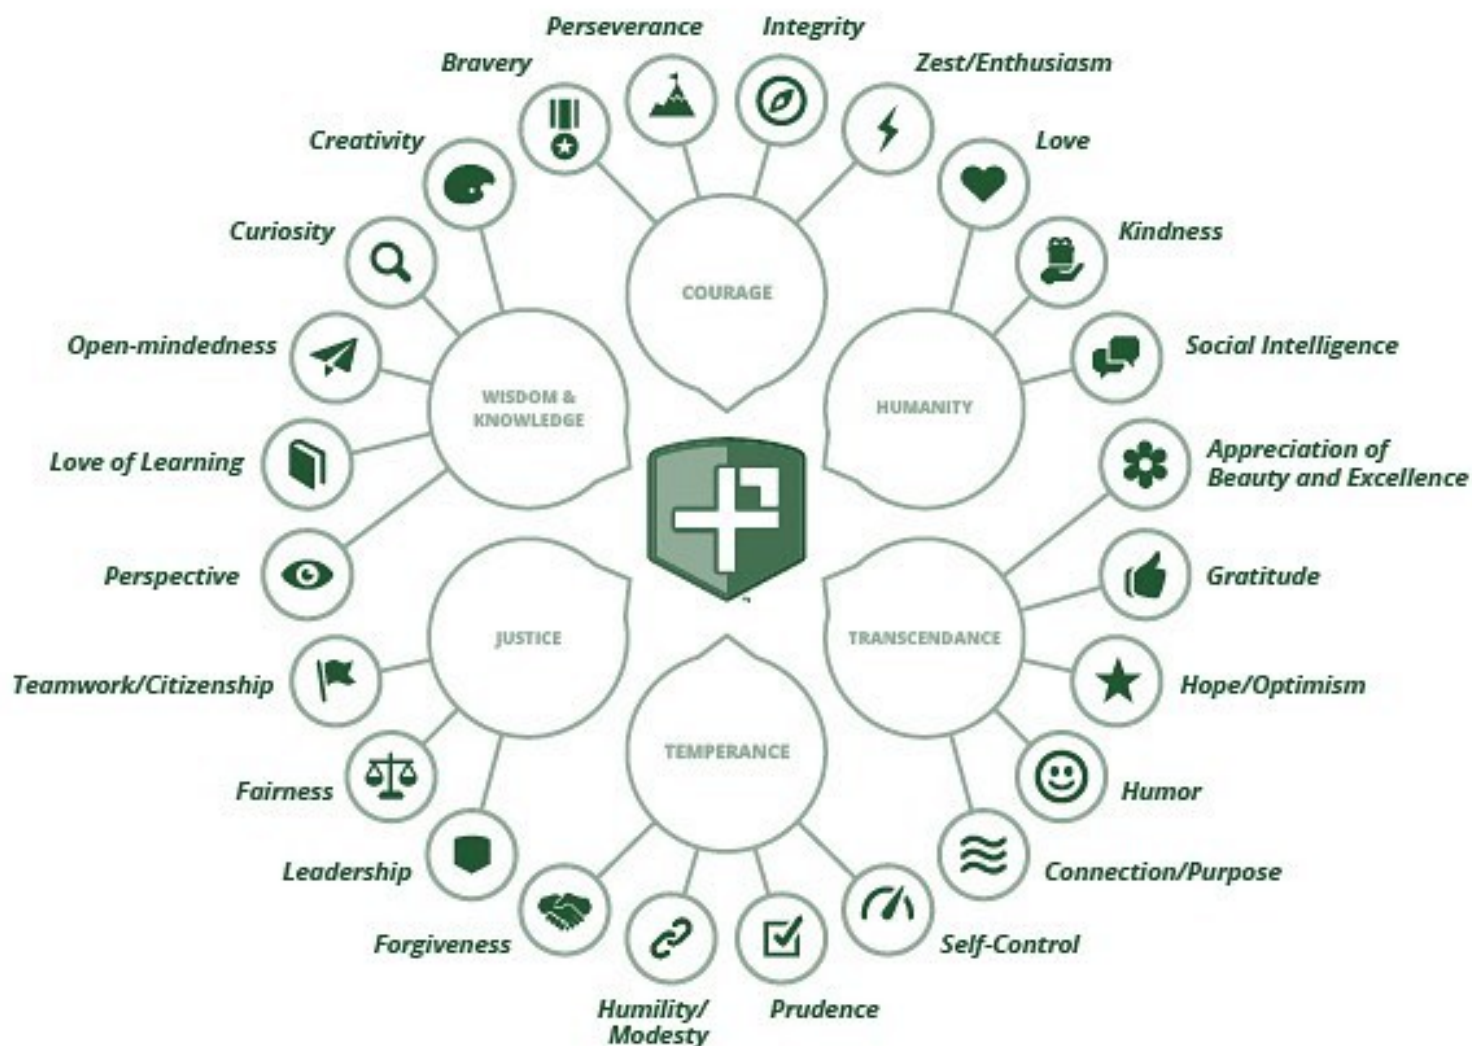 Perseverance
Integrity
Bravery
Zest/Enthusiasm
Creativity
Love
Curiosity
Kindness
COURAGE
Open-mindedness
Social Intelligence
WISDOM &
KNOWLEDGE
HUMANITY
Love of Learning
Appreciation of
Beauty and Excellence
Perspective
Gratitude
JUSTICE
TRANSCENDANCE
Teamwork/Citizenship
Hope/Optimism
TEMPERANCE
Fairness
Humor
Leadership
Connection/Purpose
Forgiveness
Self-Control
Humility/
Modesty
Prudence